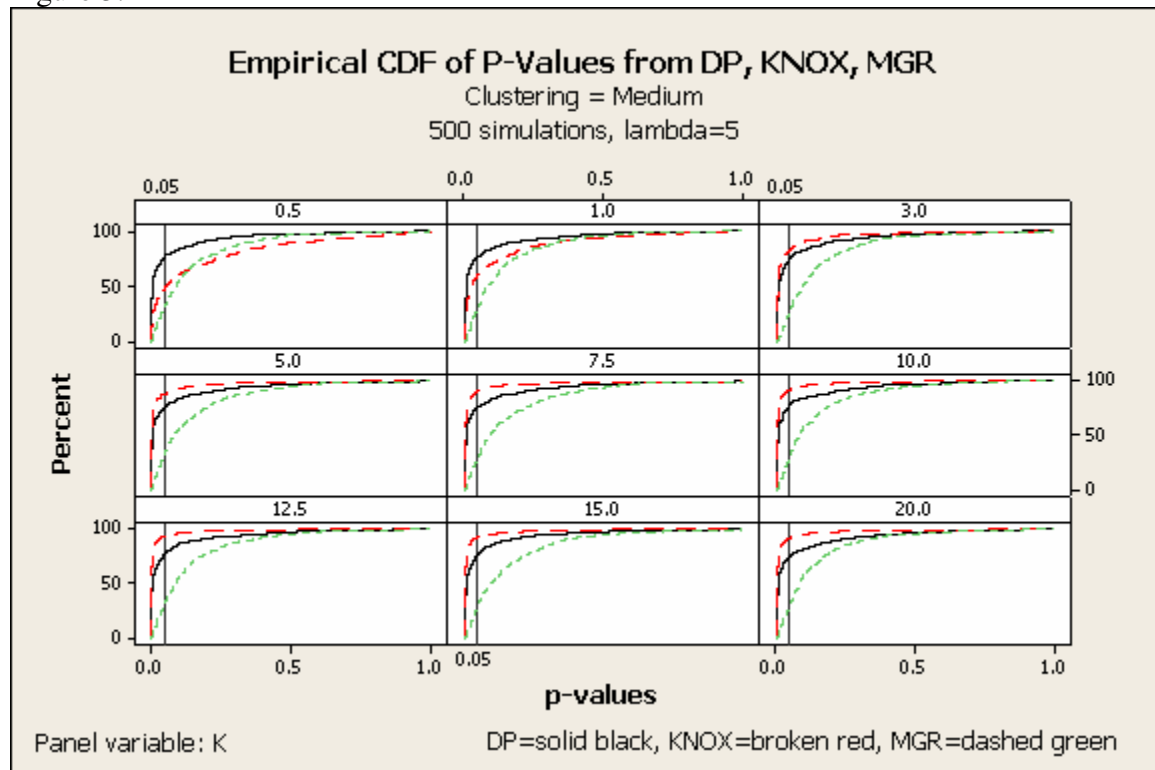 Empirical CDF of P-Values from DP, KNOX, MGR
Clustering = Medium
500 simulations, lambda=5
0.05 0.0 0.5 1.0 0.05
0.5 1.0 3.0
100
50
0
5.0 7.5 10.0
100
50
0
12.5 15.0 20.0
100
50
0
0.0 0.5 1.0 0.05 0.0 0.5 1.0
Percent
p-values
Panel variable: K
DP=solid black, KNOX=broken red, MGR=dashed green